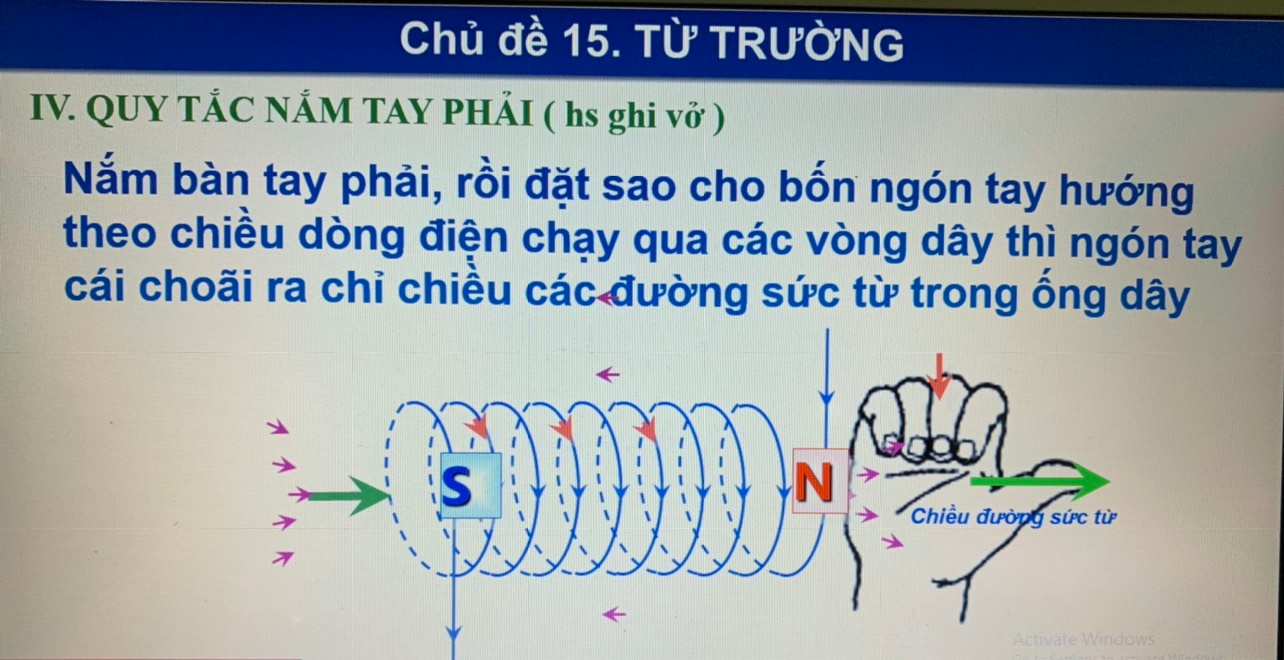 Chủ đề 15. TỪ TRƯỜNG
IV. QUY TẮC NẮM TAY PHẢI ( hs ghi vở )
Nắm bàn tay phải, rồi đặt sao cho bốn ngón tay hướng
theo chiều dòng điện chạy qua các vòng dây thì ngón tay
cái choãi ra chỉ chiều các đường sức từ trong ống dây
S
N
Chiều đường sức từ
Activate Windows